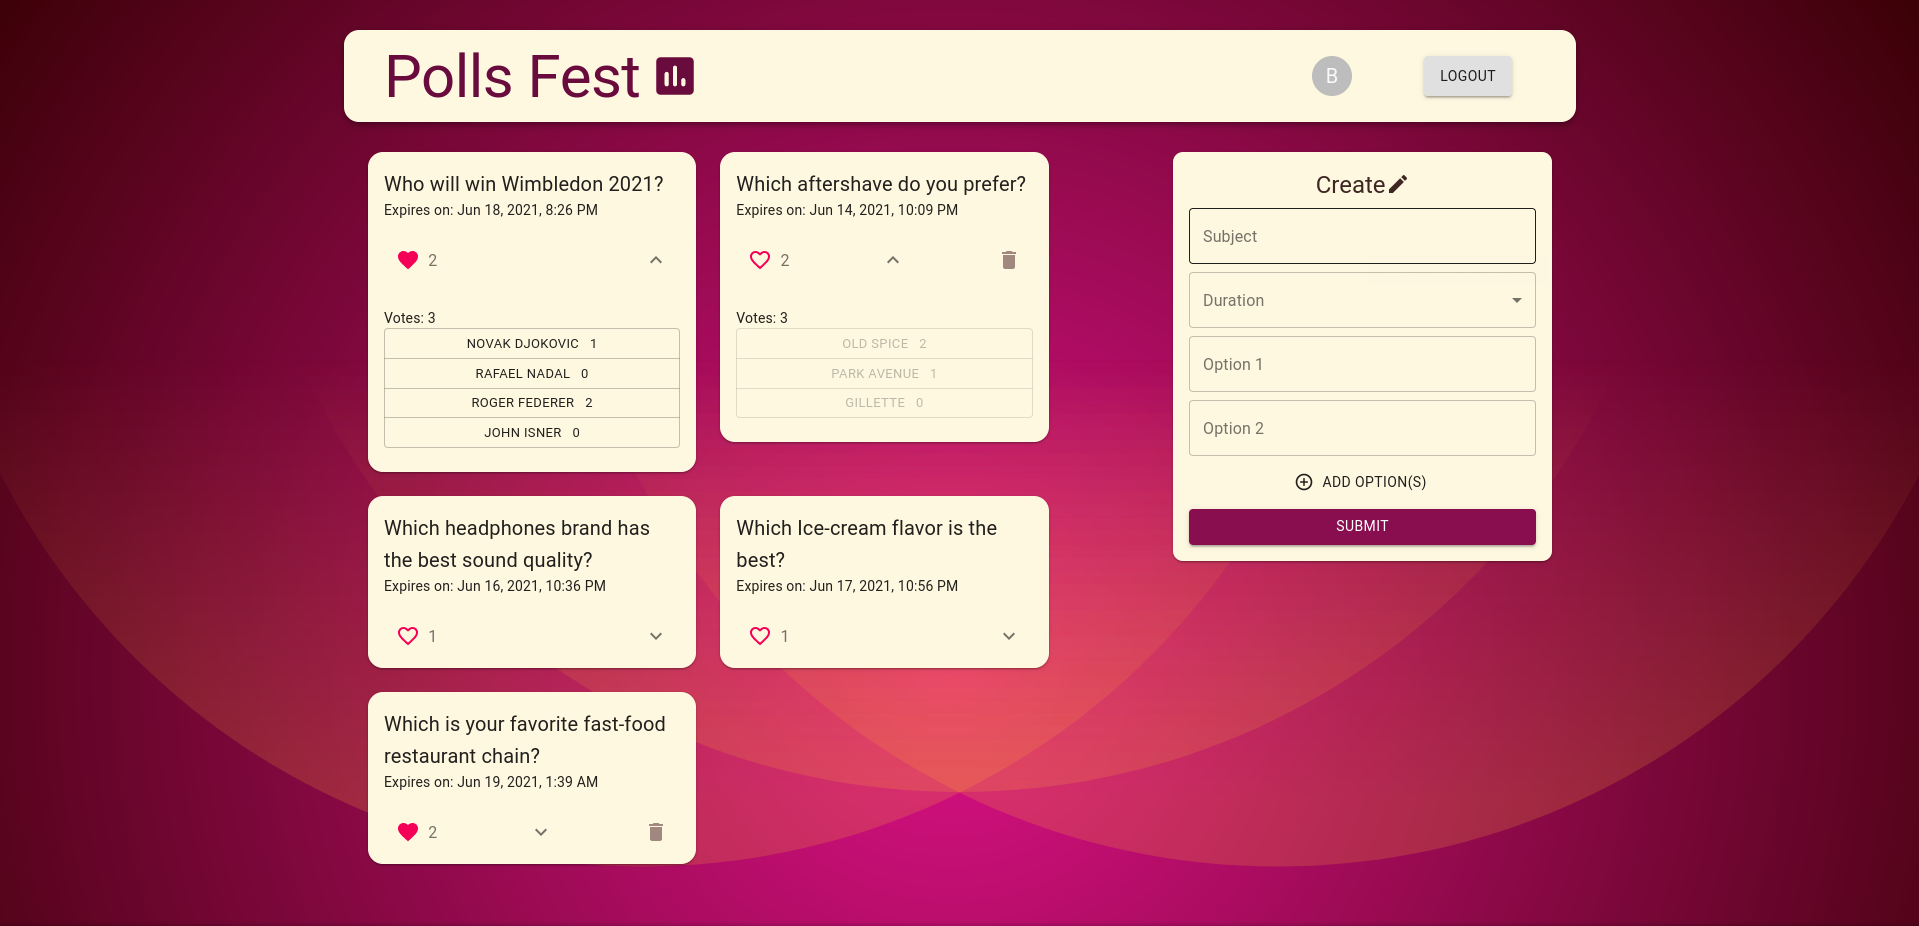 Polls Fest
B
LOGOUT
Who will win Wimbledon 2021?
Expires on: Jun 18, 2021, 8:26 PM
2
Votes: 3
NOVAK DJOKOVIC 1
RAFAEL NADAL 0
ROGER FEDERER 2
JOHN ISNER 0
Which aftershave do you prefer?
Expires on: Jun 14, 2021, 10:09 PM
2
Votes: 3
OLD SPICE 2
PARK AVENUE 1
GILLETTE 0
Which headphones brand has
the best sound quality?
Expires on: Jun 16, 2021, 10:36 PM
1
Which Ice-cream flavor is the
best?
Expires on: Jun 17, 2021, 10:56 PM
1
Which is your favorite fast-food
restaurant chain?
Expires on: Jun 19, 2021, 1:39 AM
2
Create
Subject
Duration
Option 1
Option 2
ADD OPTION(S)
SUBMIT